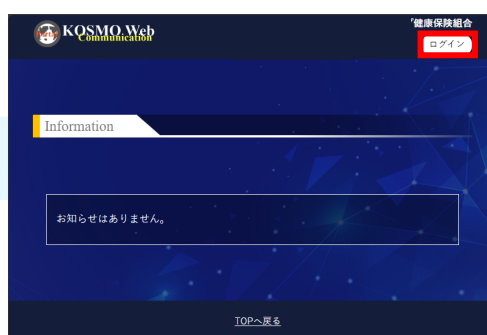 KOSMO Web
Communication
健康保険組合
ログイン
Information
お知らせはありません。
TOPへ戻る